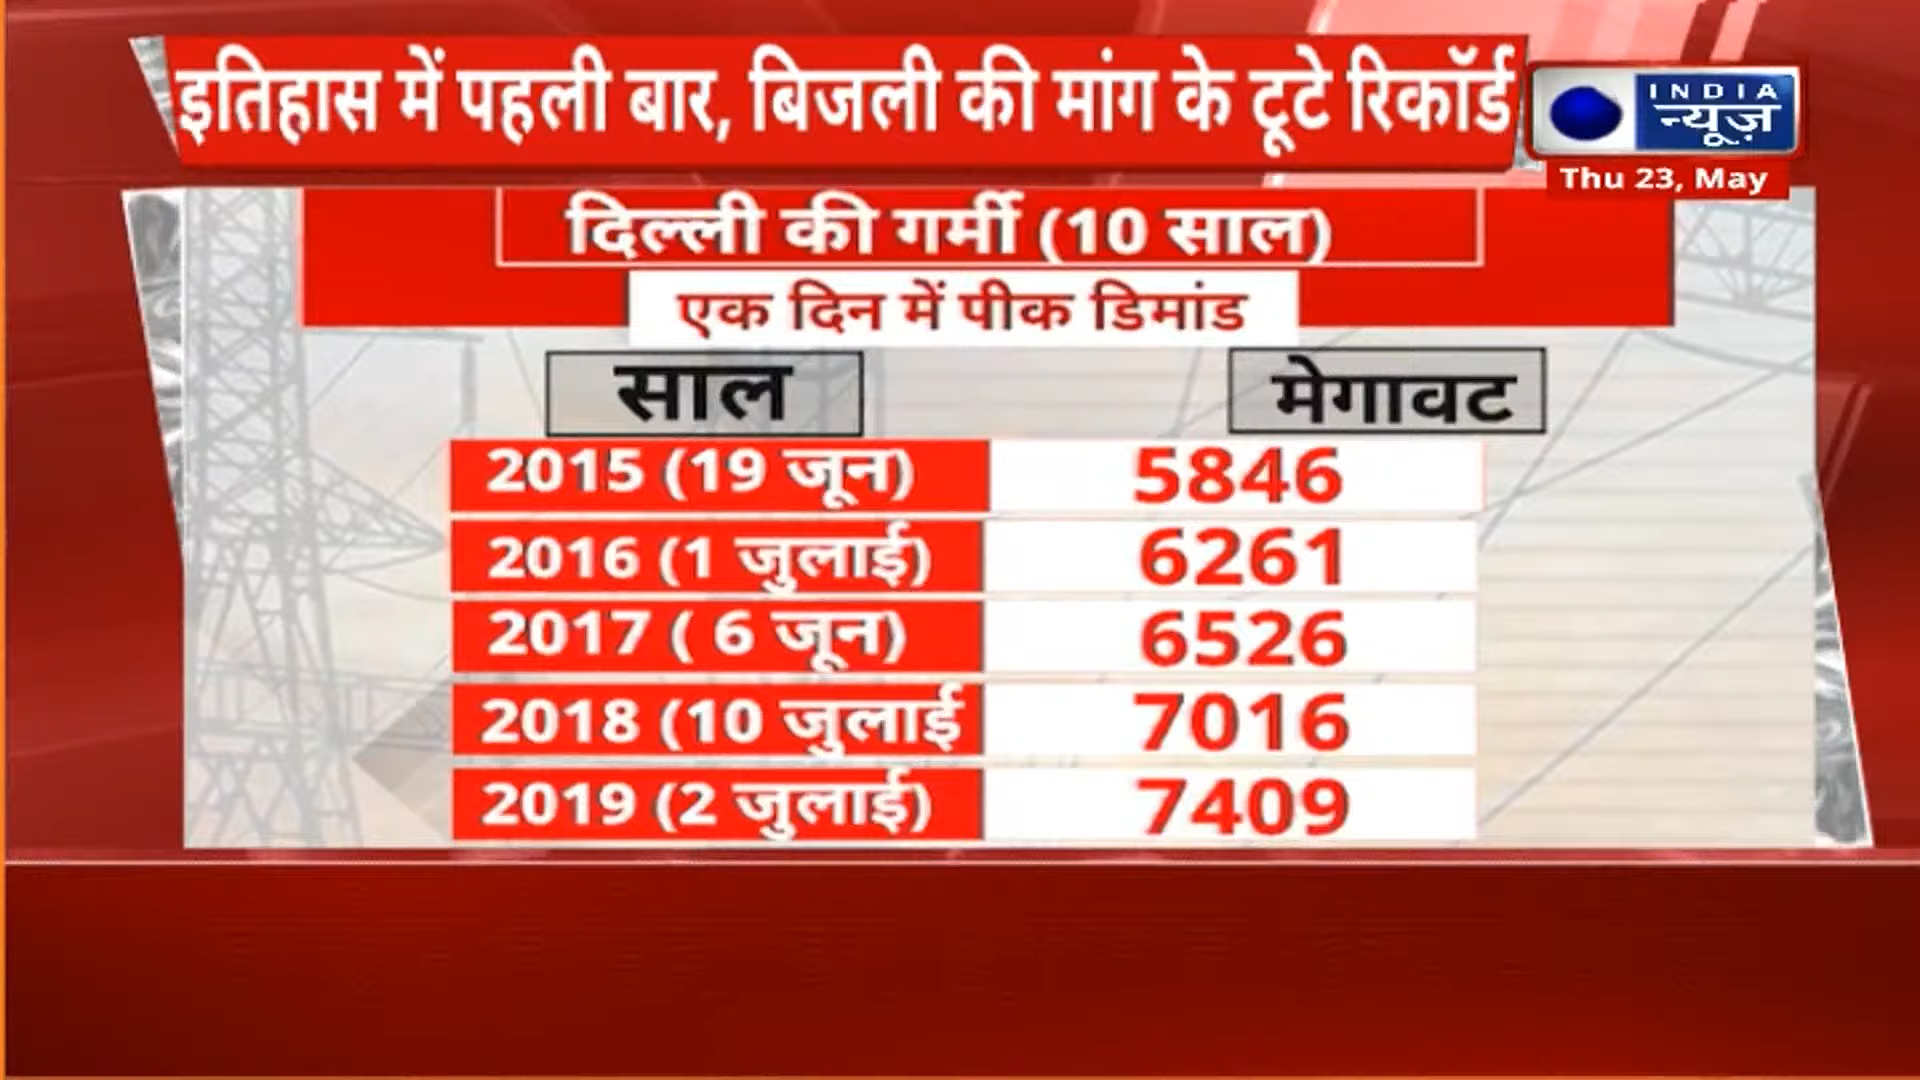 इतिहास में पहली बार, बिजली की मांग के टूटे रिकॉर्ड
INDIA
न्यूज़
Thu 23, May
दिल्ली की गर्मी (10 साल)
एक दिन में पीक डिमांड
साल मेगावट
2015 (19 जून) 5846
2016 (1 जुलाई) 6261
2017 ( 6 जून) 6526
2018 (10 जुलाई 7016
2019 (2 जुलाई) 7409